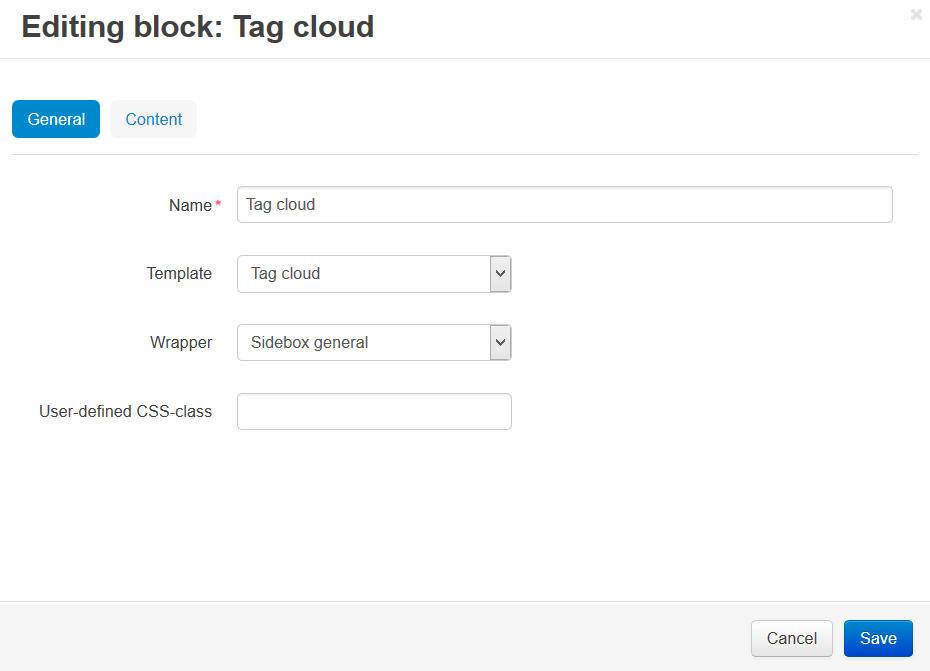 Editing block: Tag cloud
General Content
Name* Tag cloud
Template Tag cloud
Wrapper Sidebox general
User-defined CSS-class
Cancel Save